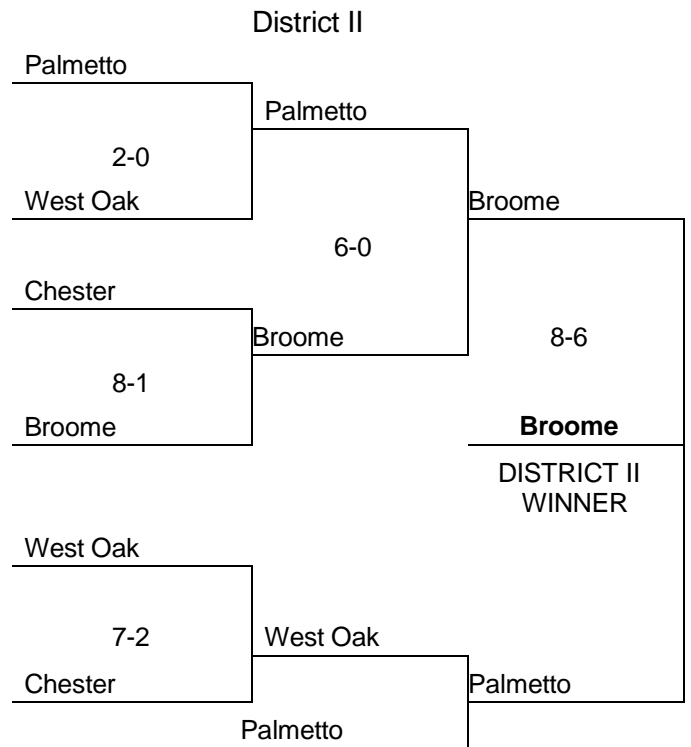 District II
Palmetto
Palmetto
2-0
West Oak
Broome
6-0
Chester
Broome
8-6
8-1
Broome
Broome
DISTRICT II
WINNER
West Oak
7-2
West Oak
Chester
Palmetto
Palmetto